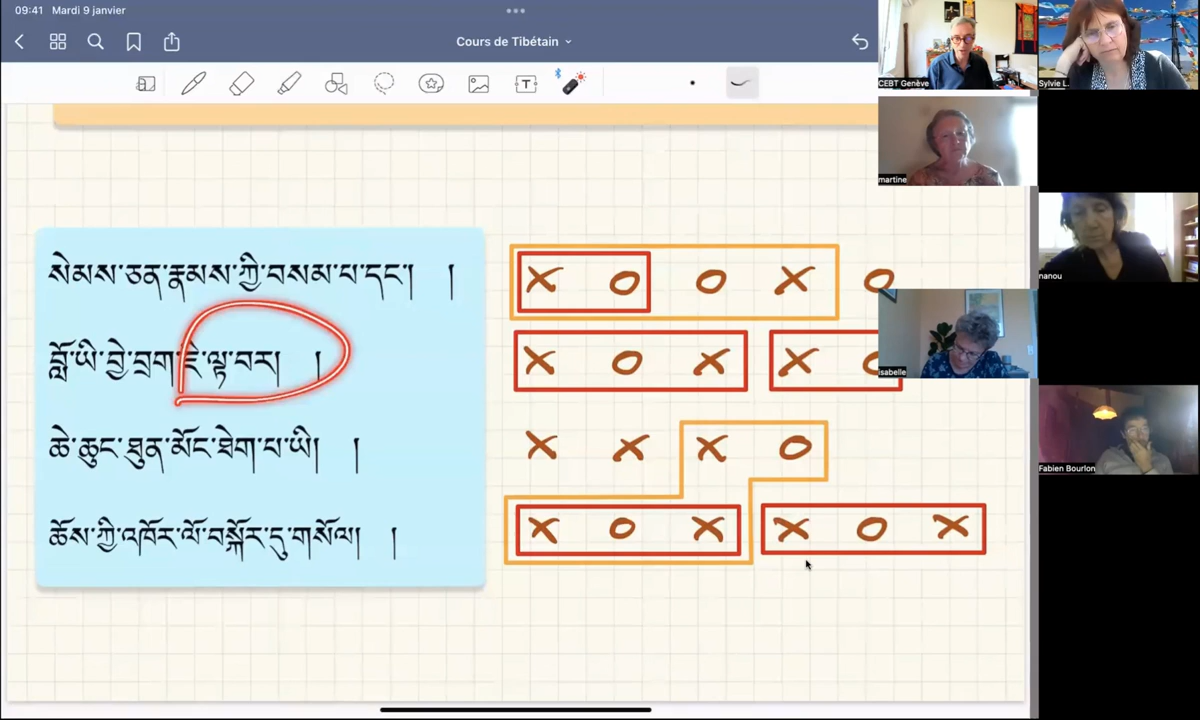 09:41 Mardi 9 janvier
Cours de Tibétain
CEBT Genève
Sylvie L.
martine
nanou
isabelle
Fabien Bourlon
སེམས་ཅན་རྣམས་ཀྱི་བསམ་པ་དང་། །
བློ་ཡི་བྱེ་བྲག་ཇི་ལྟ་བར། །
ཆེ་ཆུང་ཐུན་མོང་ཐེག་པ་ཡི། །
ཆོས་ཀྱི་འཁོར་ལོ་བསྐོར་དུ་གསོལ། །
x o o x o
x o x x o
x x x o
x o x x o x